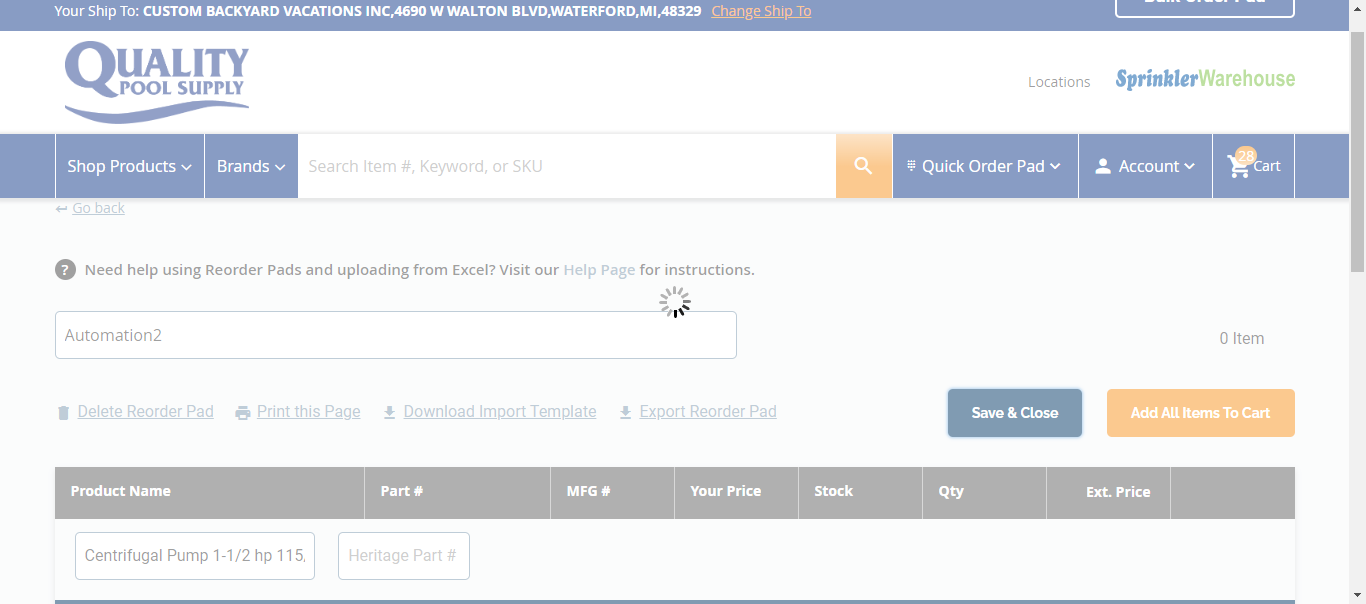 Your Ship To: CUSTOM BACKYARD VACATIONS INC,4690 W WALTON BLVD,WATERFORD,MI,48329 Change Ship To
Bulk Order Pad
QUALITY
POOL SUPPLY
Locations
SprinklerWarehouse
Shop Products
Brands
Search Item #, Keyword, or SKU
Quick Order Pad
Account
28
Cart
Go back
? Need help using Reorder Pads and uploading from Excel? Visit our Help Page for instructions.
Automation2
0 Item
Delete Reorder Pad
Print this Page
Download Import Template
Export Reorder Pad
Save & Close
Add All Items To Cart
Product Name
Part #
MFG #
Your Price
Stock
Qty
Ext. Price
Centrifugal Pump 1-1/2 hp 115,
Heritage Part #